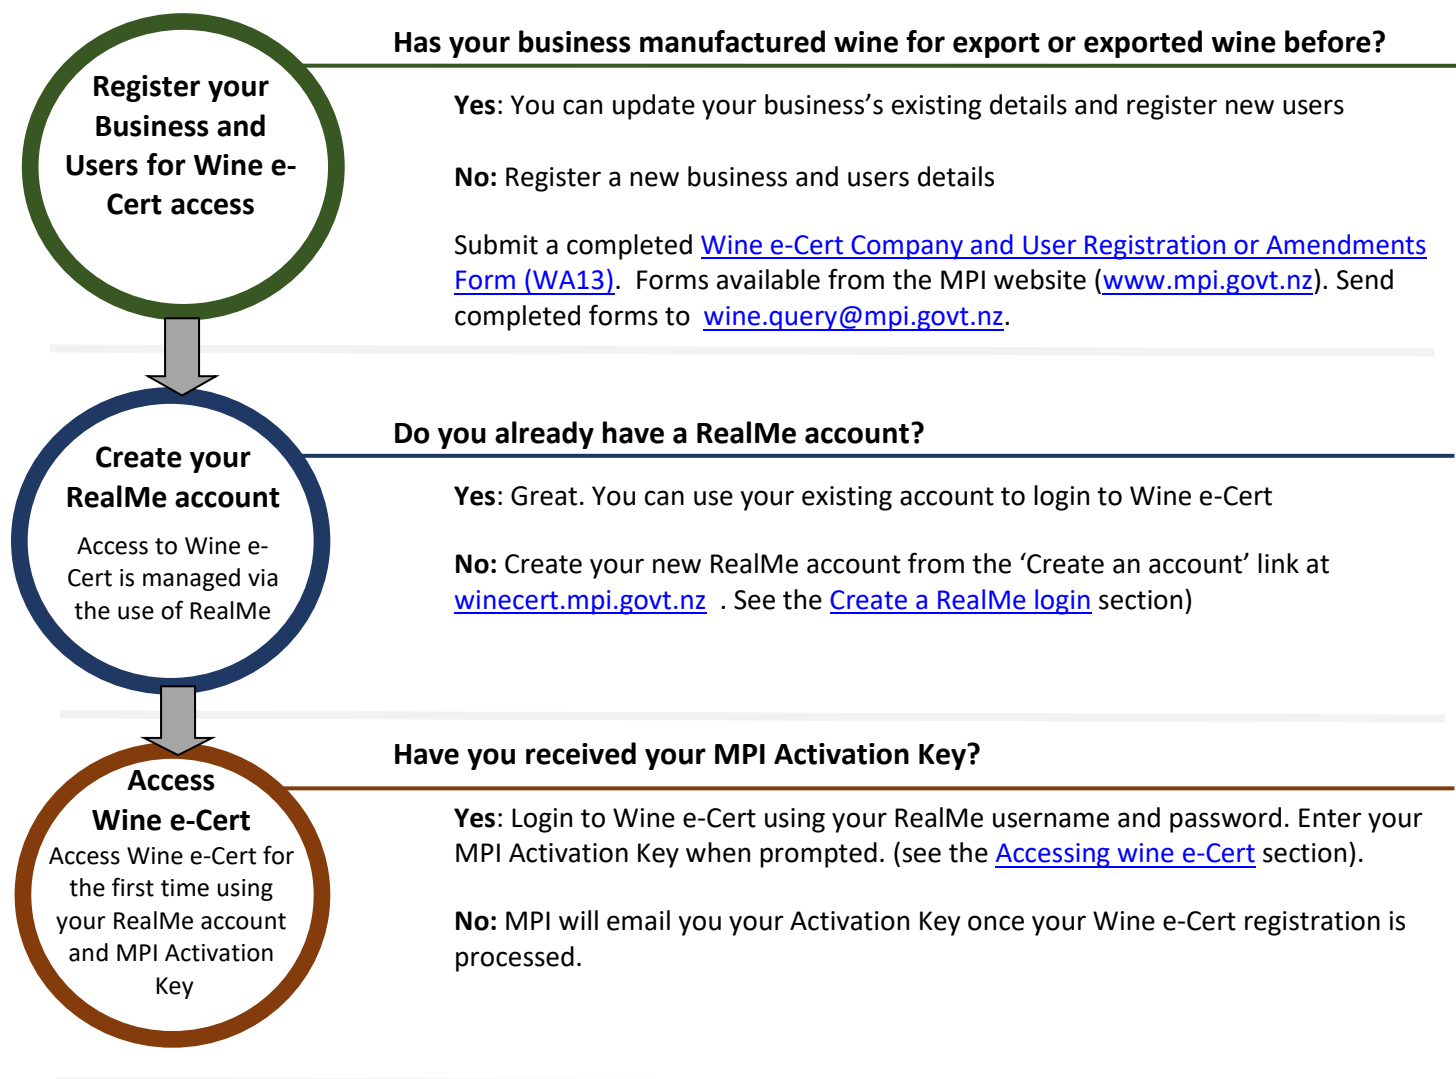 Register your
Business and
Users for Wine e-
Cert access
Has your business manufactured wine for export or exported wine before?
Yes: You can update your business’s existing details and register new users
No: Register a new business and users details
Submit a completed Wine e-Cert Company and User Registration or Amendments
Form (WA13).  Forms available from the MPI website (www.mpi.govt.nz). Send
completed forms to  wine.query@mpi.govt.nz.
Create your
RealMe account
Access to Wine e-
Cert is managed via
the use of RealMe
Do you already have a RealMe account?
Yes: Great. You can use your existing account to login to Wine e-Cert
No: Create your new RealMe account from the ‘Create an account’ link at
winecert.mpi.govt.nz  . See the Create a RealMe login section)
Access
Wine e-Cert
Access Wine e-Cert for
the first time using
your RealMe account
and MPI Activation
Key
Have you received your MPI Activation Key?
Yes: Login to Wine e-Cert using your RealMe username and password. Enter your
MPI Activation Key when prompted. (see the Accessing wine e-Cert section).
No: MPI will email you your Activation Key once your Wine e-Cert registration is
processed.